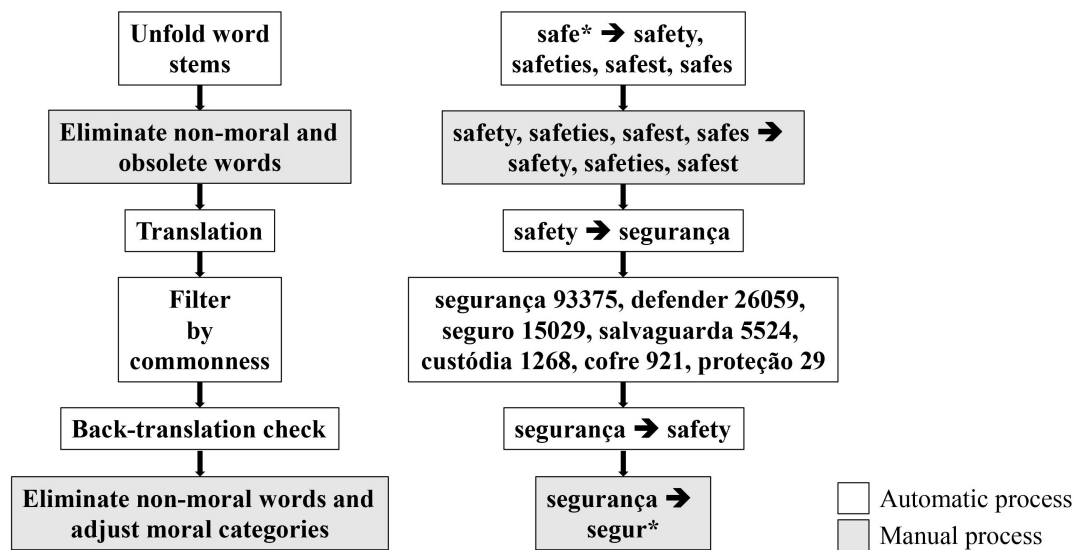 Unfold word
stems
safe* ➔ safety,
safeties, safest, safes
Eliminate non-moral and
obsolete words
safety, safeties, safest, safes ➔
safety, safeties, safest
Translation
safety ➔ segurança
Filter
by
commonness
segurança 93375, defender 26059,
seguro 15029, salvaguarda 5524,
custódia 1268, cofre 921, proteção 29
Back-translation check
segurança ➔ safety
Eliminate non-moral words and
adjust moral categories
segurança ➔
segur*
Automatic process
Manual process